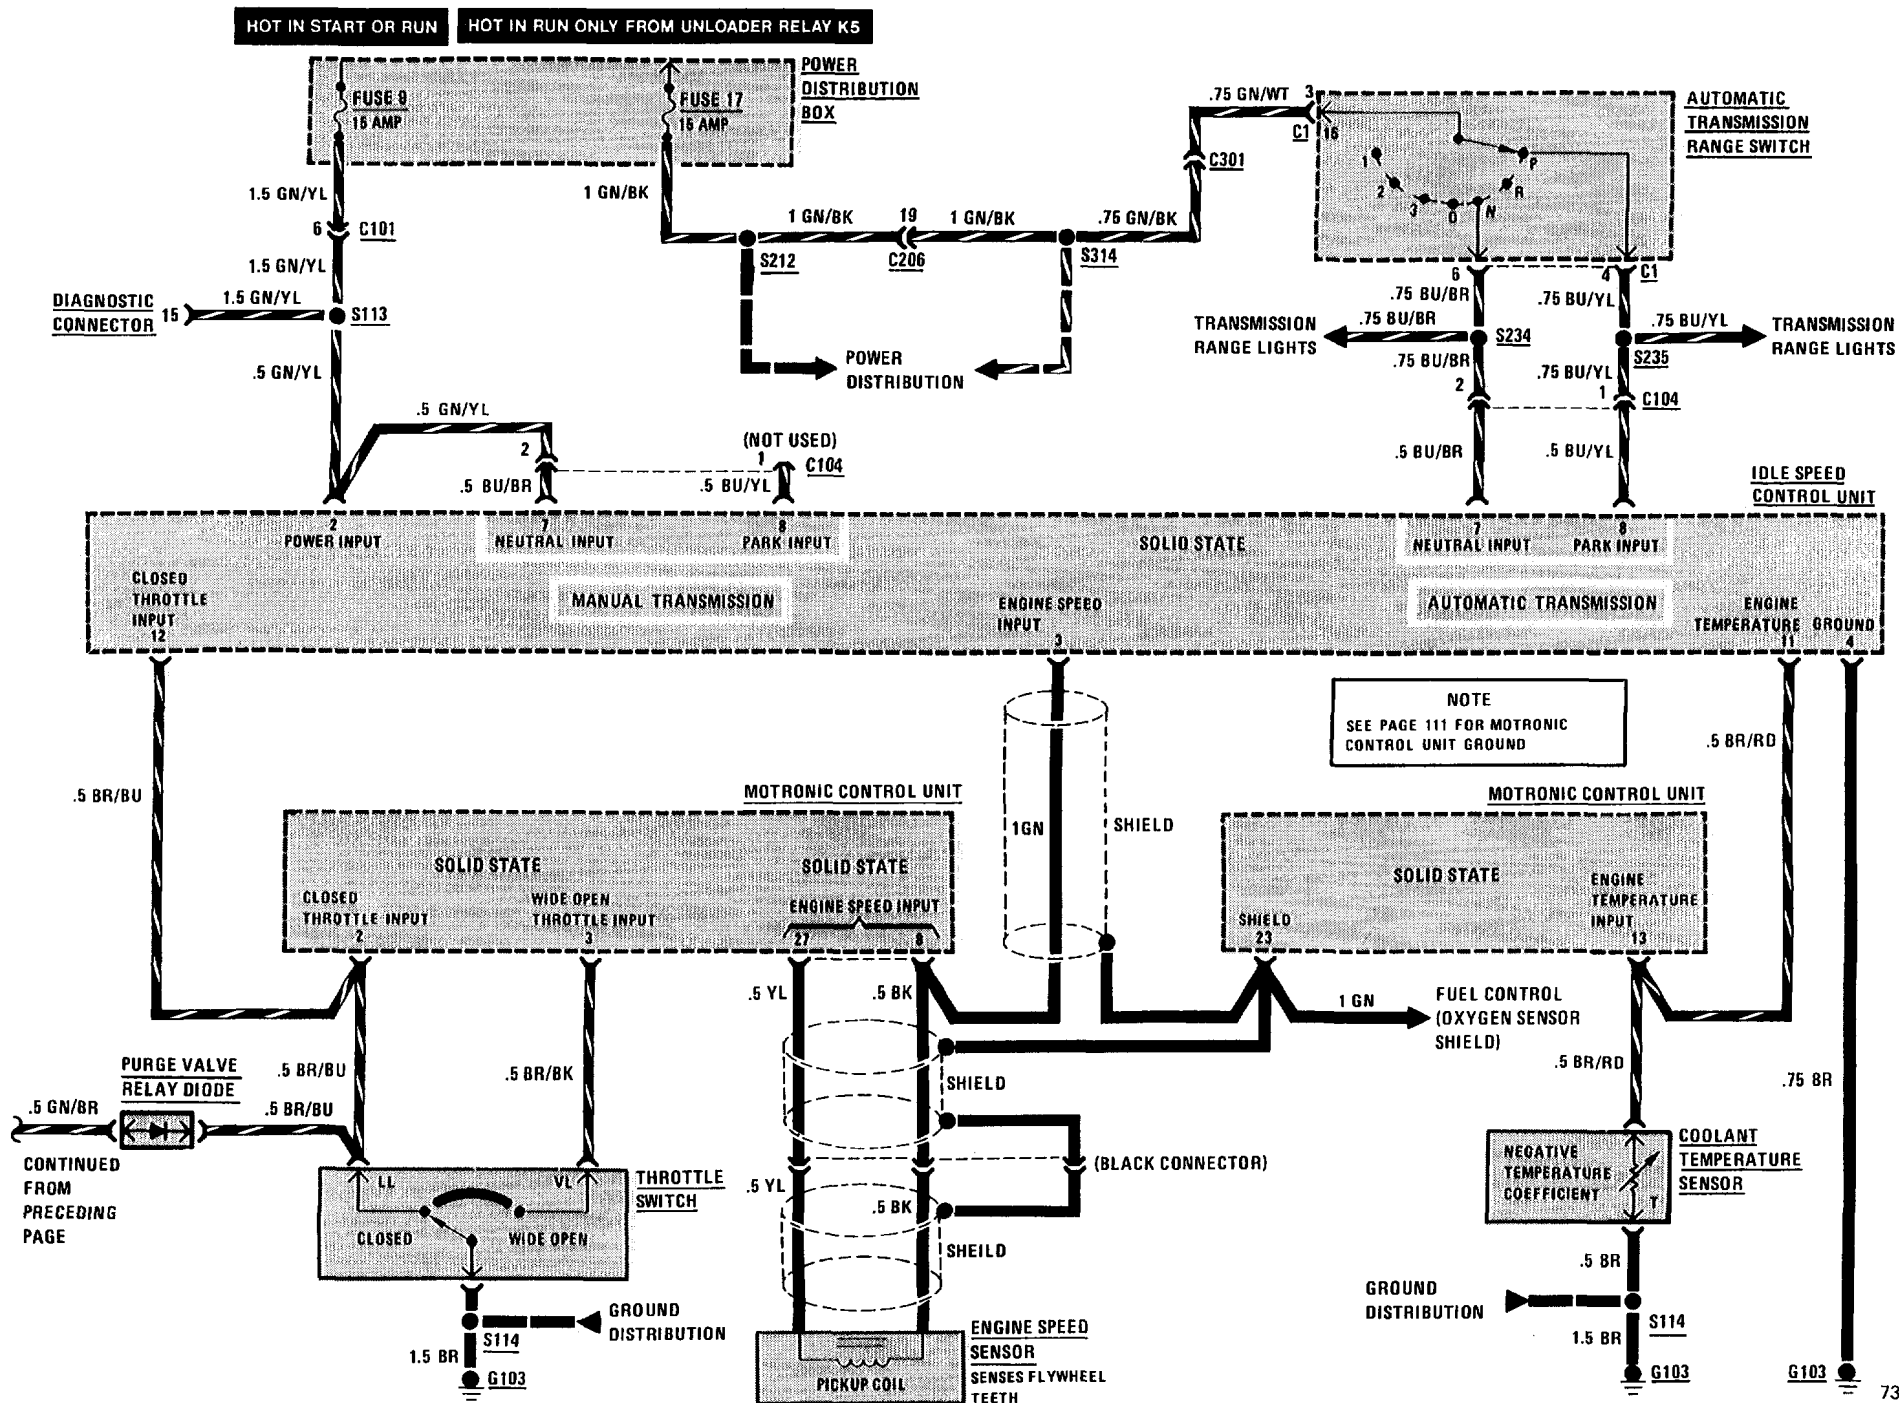 HOT IN START OR RUN
HOT IN RUN ONLY FROM UNLOADER RELAY K5
POWER
DISTRIBUTION
BOX
FUSE 9
15 AMP
FUSE 17
15 AMP
.75 GN/WT
3
C1
16
AUTOMATIC
TRANSMISSION
RANGE SWITCH
1
2
3
D
N
R
P
C301
1.5 GN/YL
1 GN/BK
6
C101
1 GN/BK
19
1 GN/BK
.75 GN/BK
S212
C206
S314
1.5 GN/YL
6
4
C1
DIAGNOSTIC
CONNECTOR
15
1.5 GN/YL
S113
.75 BU/BR
.75 BU/YL
TRANSMISSION
RANGE LIGHTS
.75 BU/BR
S234
.75 BU/YL
TRANSMISSION
RANGE LIGHTS
S235
POWER
DISTRIBUTION
.5 GN/YL
.75 BU/BR
.75 BU/YL
2
1
C104
.5 GN/YL
2
(NOT USED)
1
C104
.5 BU/BR
.5 BU/YL
.5 BU/BR
.5 BU/YL
IDLE SPEED
CONTROL UNIT
2
POWER INPUT
7
NEUTRAL INPUT
8
PARK INPUT
SOLID STATE
7
NEUTRAL INPUT
8
PARK INPUT
CLOSED
THROTTLE
INPUT
12
MANUAL TRANSMISSION
ENGINE SPEED
INPUT
3
AUTOMATIC TRANSMISSION
ENGINE
TEMPERATURE
11
GROUND
4
NOTE
SEE PAGE 111 FOR MOTRONIC
CONTROL UNIT GROUND
.5 BR/RD
.5 BR/BU
MOTRONIC CONTROL UNIT
MOTRONIC CONTROL UNIT
1GN
SHIELD
SOLID STATE
SOLID STATE
CLOSED
THROTTLE INPUT
2
WIDE OPEN
THROTTLE INPUT
3
ENGINE SPEED INPUT
27
8
SOLID STATE
SHIELD
23
ENGINE
TEMPERATURE
INPUT
13
.5 YL
.5 BK
1 GN
FUEL CONTROL
(OXYGEN SENSOR
SHIELD)
PURGE VALVE
RELAY DIODE
.5 BR/BU
.5 BR/BK
SHIELD
.5 BR/RD
.75 BR
.5 GN/BR
.5 BR/BU
CONTINUED
FROM
PRECEDING
PAGE
LL
VL
THROTTLE
SWITCH
CLOSED
WIDE OPEN
(BLACK CONNECTOR)
.5 YL
.5 BK
SHEILD
NEGATIVE
TEMPERATURE
COEFFICIENT
T
COOLANT
TEMPERATURE
SENSOR
.5 BR
GROUND
DISTRIBUTION
S114
1.5 BR
G103
GROUND
DISTRIBUTION
S114
1.5 BR
G103
G103
PICKUP COIL
ENGINE SPEED
SENSOR
SENSES FLYWHEEL
TEETH
73